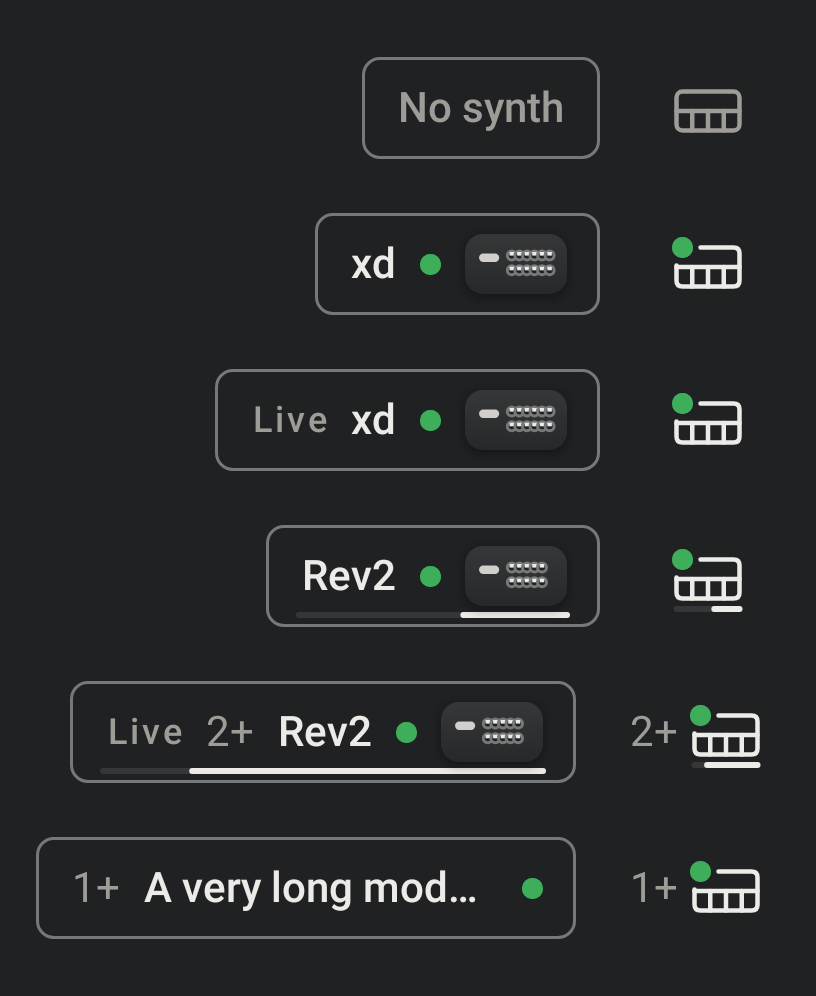 No synth
xd
Live xd
Rev2
Live 2+ Rev2 2+
1+ A very long mod... 1+